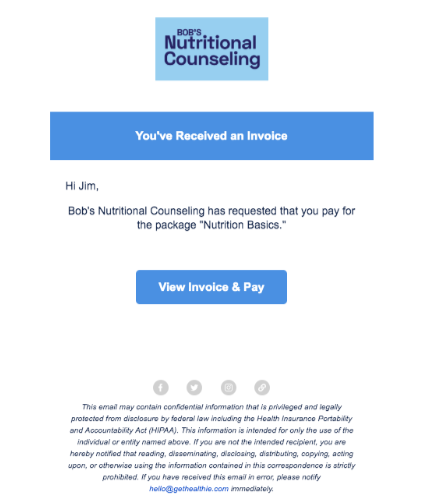 BOB'S
Nutritional
Counseling
You've Received an Invoice
Hi Jim,
Bob's Nutritional Counseling has requested that you pay for
the package "Nutrition Basics."
View Invoice & Pay
This email may contain confidential information that is privileged and legally
protected from disclosure by federal law including the Health Insurance Portability
and Accountability Act (HIPAA). This information is intended for only the use of the
individual or entity named above. If you are not the intended recipient, you are
hereby notified that reading, disseminating, disclosing, distributing, copying, acting
upon, or otherwise using the information contained in this correspondence is strictly
prohibited. If you have received this email in error, please notify
hello@gethealthie.com immediately.